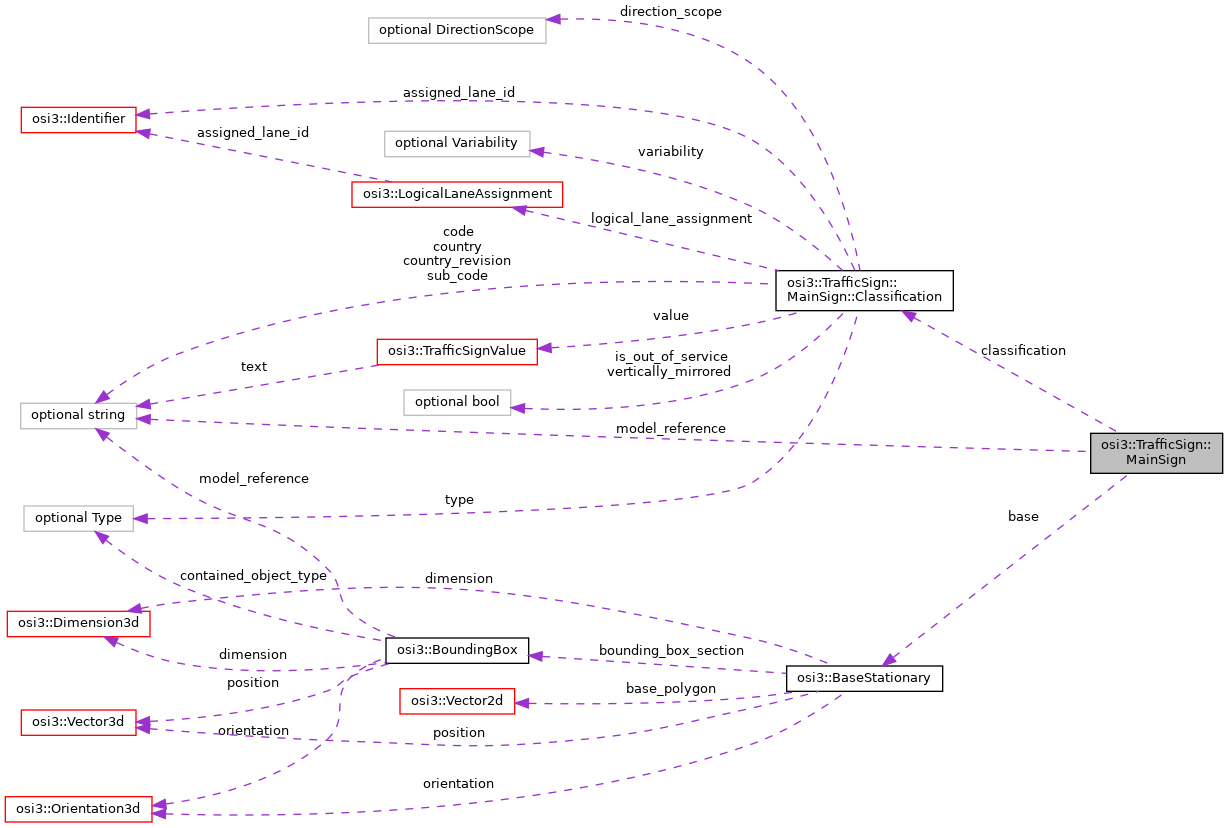 direction_scope
optional DirectionScope
assigned_lane_id
osi3::Identifier
assigned_lane_id
optional Variability
variability
osi3::LogicalLaneAssignment
logical_lane_assignment
code
country
country_revision
sub_code
osi3::TrafficSign::
MainSign::Classification
value
osi3::TrafficSignValue
is_out_of_service
vertically_mirrored
classification
text
optional bool
optional string
model_reference
osi3::TrafficSign::
MainSign
model_reference
type
optional Type
base
contained_object_type
dimension
osi3::Dimension3d
osi3::BoundingBox
bounding_box_section
dimension
osi3::BaseStationary
position
base_polygon
osi3::Vector2d
osi3::Vector3d
orientation
position
orientation
osi3::Orientation3d